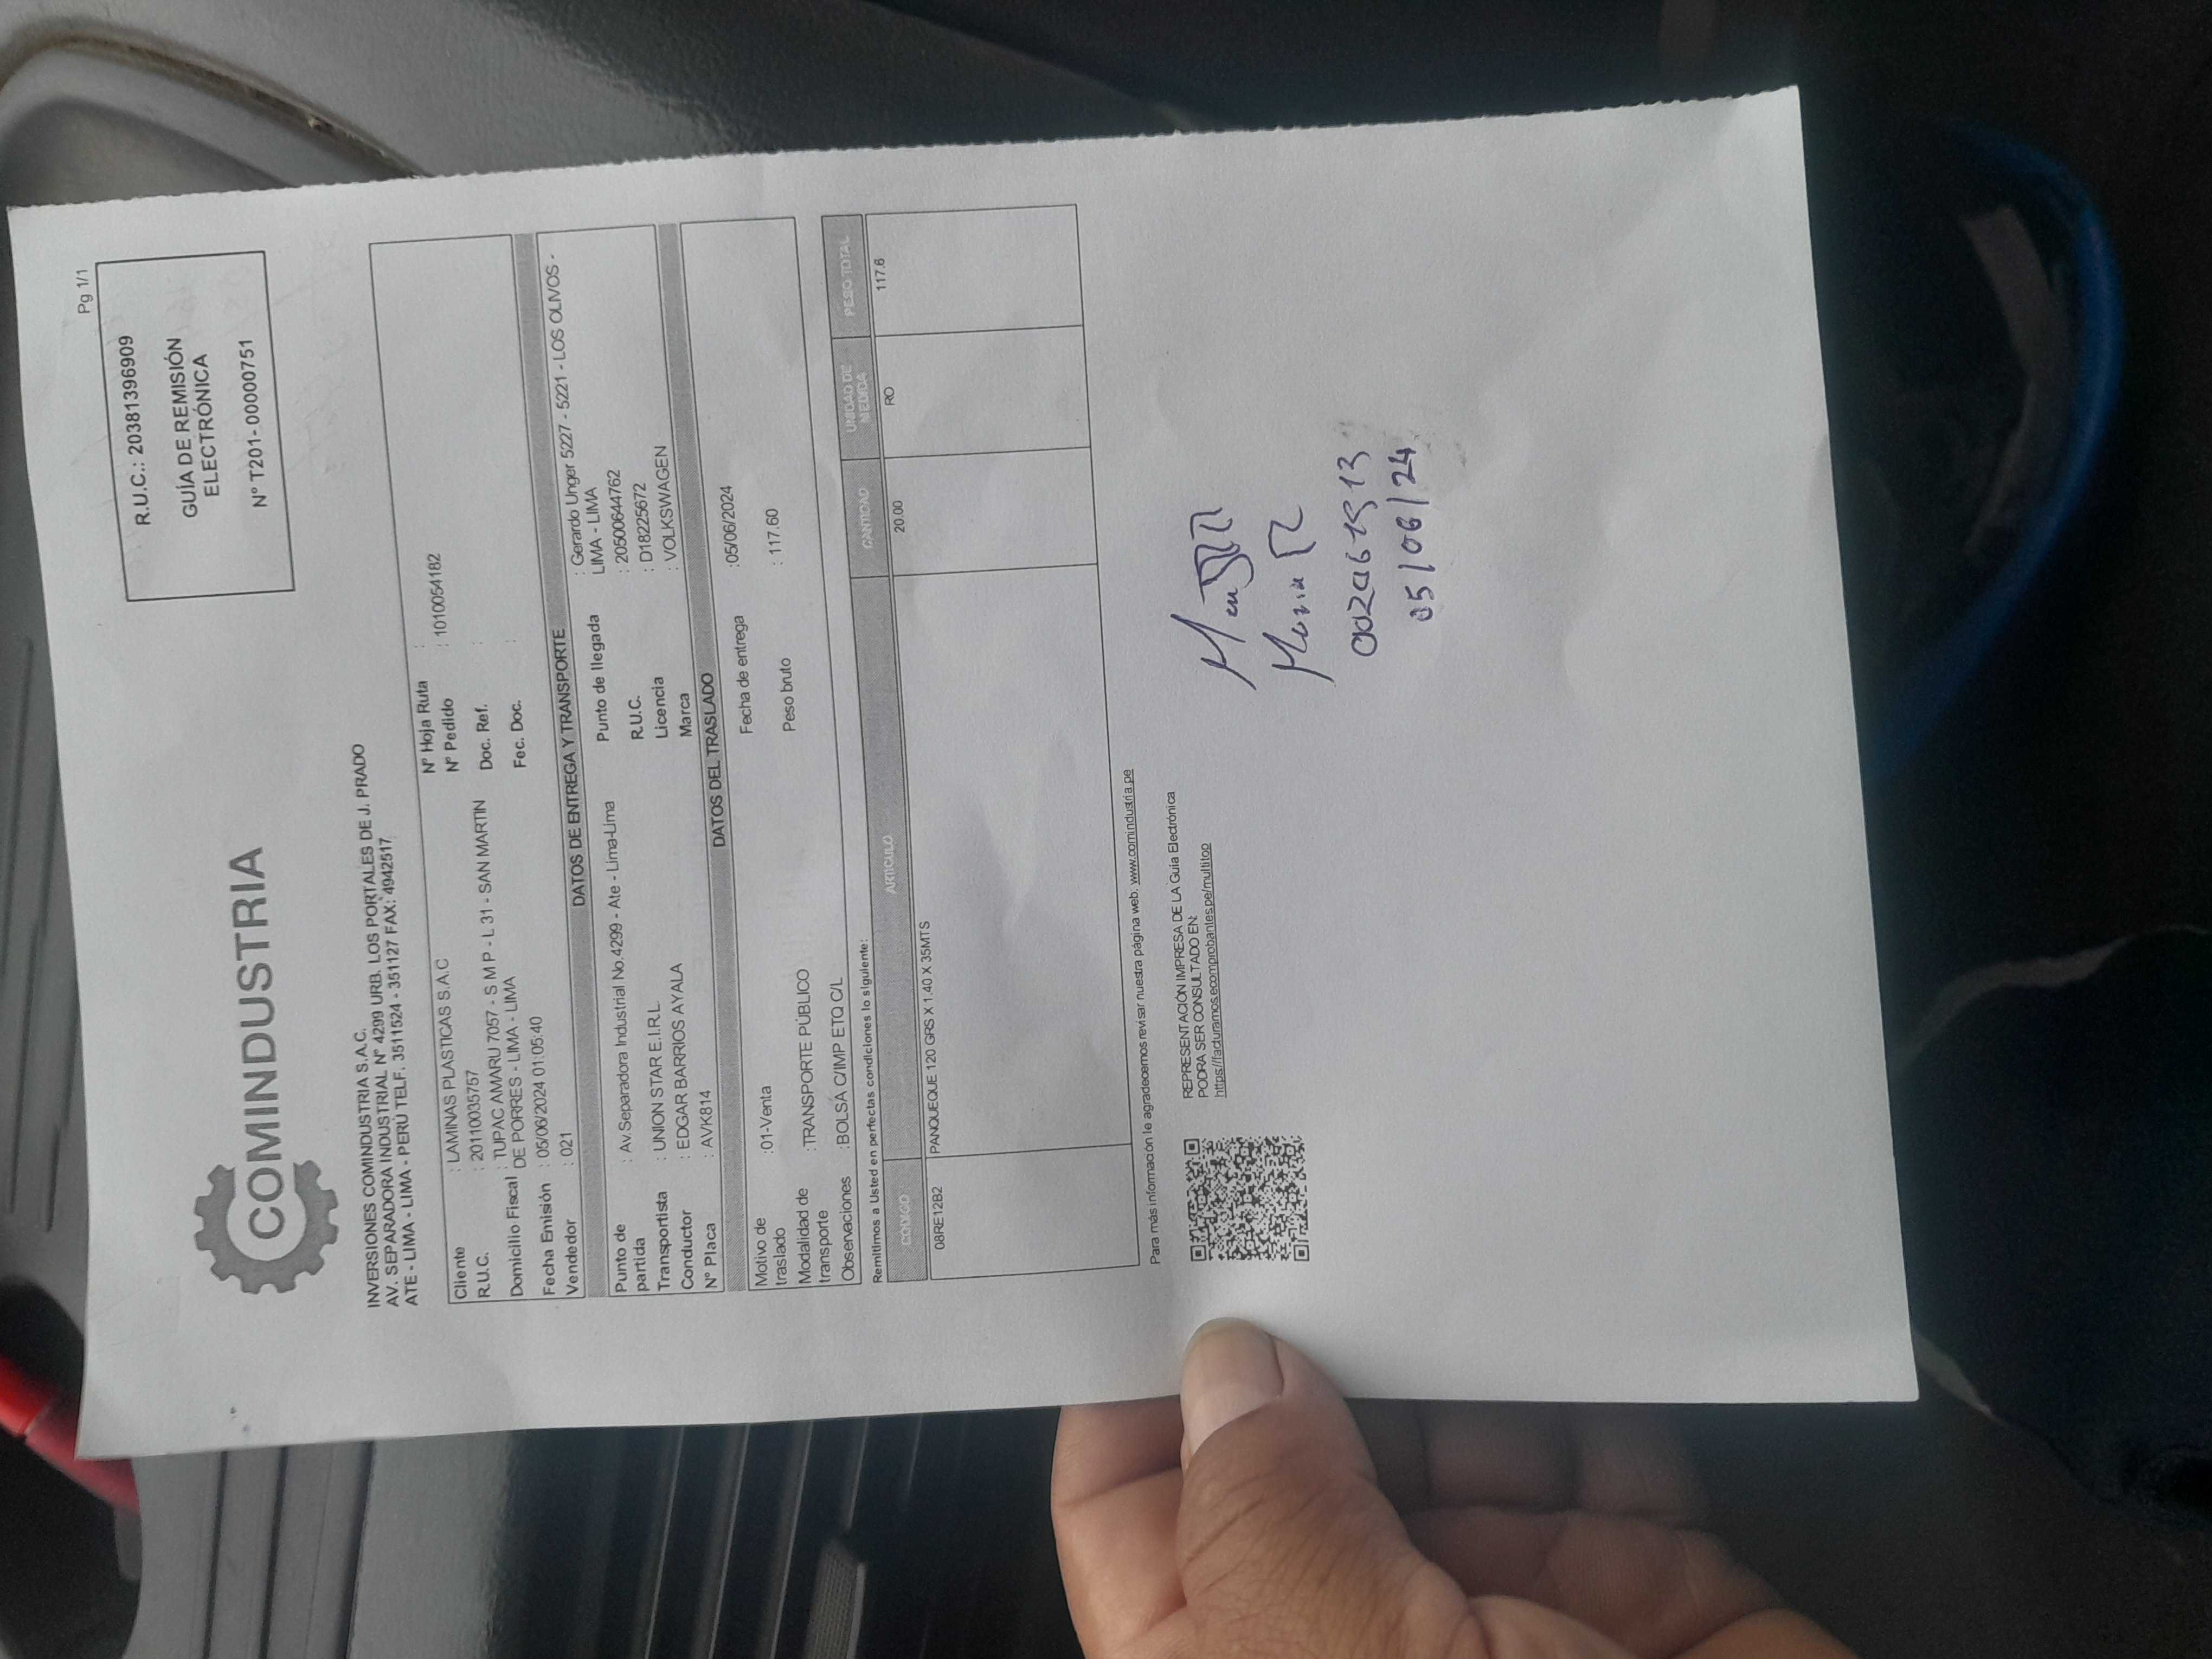 Pg 1/1
R.U.C.: 20381396909
GUÍA DE REMISIÓN
ELECTRÓNICA
N° T201-00000751
COMINDUSTRIA
INVERSIONES COMINDUSTRIA S.A.C.
AV. SEPARADORA INDUSTRIAL N° 4299 URB. LOS PORTALES DE J. PRADO
ATE - LIMA - LIMA - PERÚ TELF. 3511524 - 351127 FAX: 4942517
Cliente : LAMINAS PLASTICAS S.A.C
N° Hoja Ruta :
R.U.C. : 20110035757
N° Pedido : 1010054182
Domicilio Fiscal : TUPAC AMARU 7057 - S M P - L 31 - SAN MARTIN
DE PORRES - LIMA - LIMA
Doc. Ref. :
Fecha Emisión : 05/06/2024 01:05:40
Fec. Doc. :
Vendedor : 021
DATOS DE ENTREGA Y TRANSPORTE
Punto de partida : Av.Separadora Industrial No.4299 - Ate - Lima-Lima
Punto de llegada : Gerardo Unger 5227 - 5221 - LOS OLIVOS -
LIMA - LIMA
Transportista : UNION STAR E.I.R.L.
R.U.C. : 20500644762
Conductor : EDGAR BARRIOS AYALA
Licencia : D18225672
N° Placa : AVK814
Marca : VOLKSWAGEN
DATOS DEL TRASLADO
Motivo de traslado :01-Venta
Fecha de entrega :05/06/2024
Modalidad de transporte :TRANSPORTE PÚBLICO
Peso bruto : 117.60
Observaciones :BOLSA C/IMP ETQ C/L
Remitimos a Usted en perfectas condiciones lo siguiente:
CODIGO ARTICULO CANTIDAD UNIDAD DE MEDIDA PESO TOTAL
08RE12B2 PANQUEQUE 120 GRS X 1.40 X 35MTS 20.00 RO 117.6
Para más información le agradecemos revisar nuestra página web: www.comindustria.pe
REPRESENTACIÓN IMPRESA DE LA Guía Electrónica
PODRA SER CONSULTADO EN:
https://facturamos.ecomprobantes.pe/multitop
05/06/24